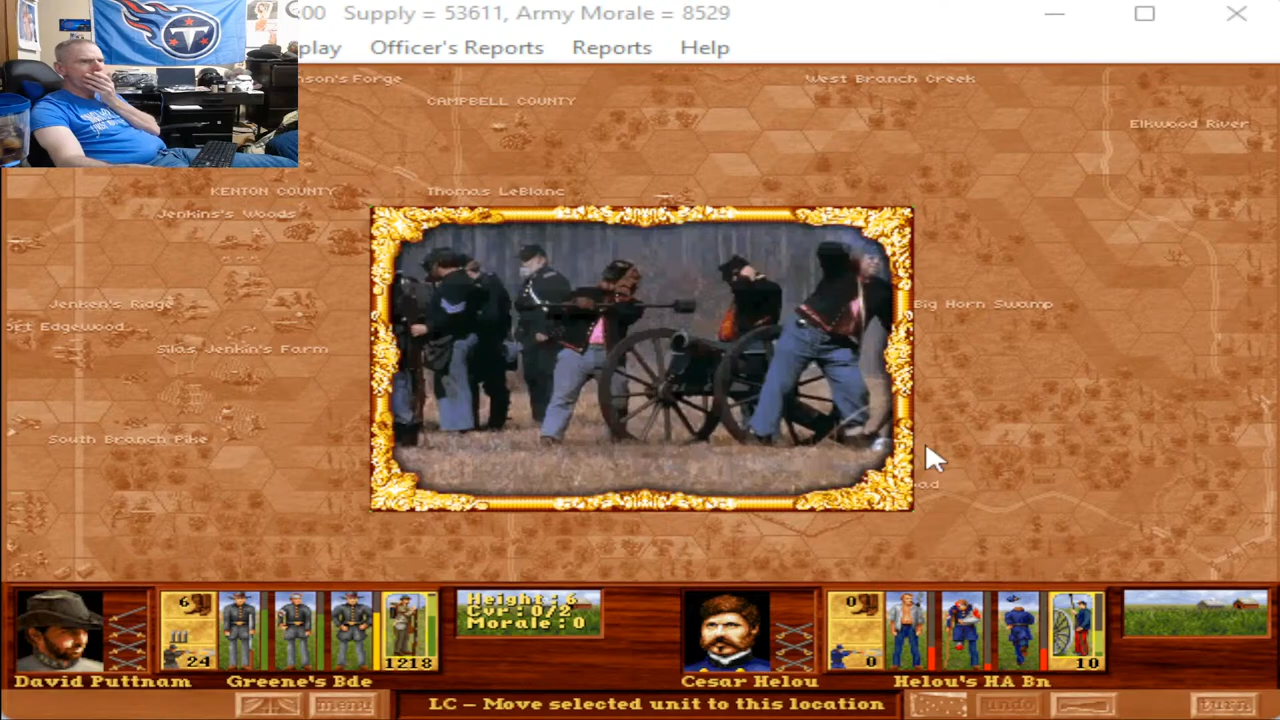 :00 Supply = 53611, Army Morale = 8529
play Officer's Reports Reports Help
West Branch Creek
CAMPBELL COUNTY
Elkwood River
KENTON COUNTY
Thomas LeBlanc
Jenkins's Woods
Jenken's Ridge
Big Horn Swamp
Edgewood
Silas Jenkin's Farm
South Branch Pike
Height: 6
Cvr: 0/2
Morale: 0
6
24
1218
0
0
10
David Puttnam
Greene's Bde
Cesar Helou
Helou's HA Bn
menu
LC - Move selected unit to this location
undo
turn